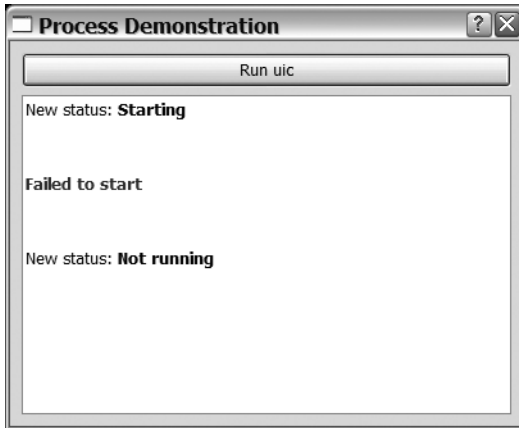 Process Demonstration
?
Run uic
New status: Starting
Failed to start
New status: Not running